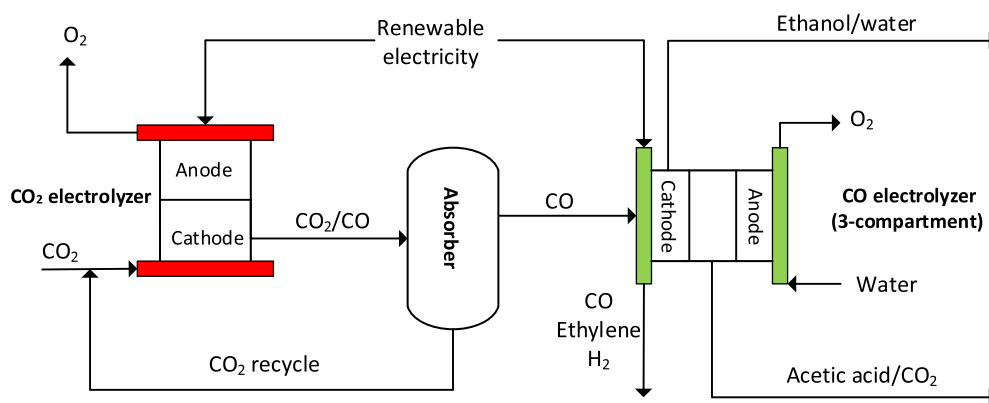 Renewable
electricity
Ethanol/water
O₂
O₂
Anode
Cathode
CO₂ electrolyzer
CO₂
CO₂/CO
Absorber
CO
Cathode
Anode
CO electrolyzer
(3-compartment)
Water
CO
Ethylene
H₂
CO₂ recycle
Acetic acid/CO₂